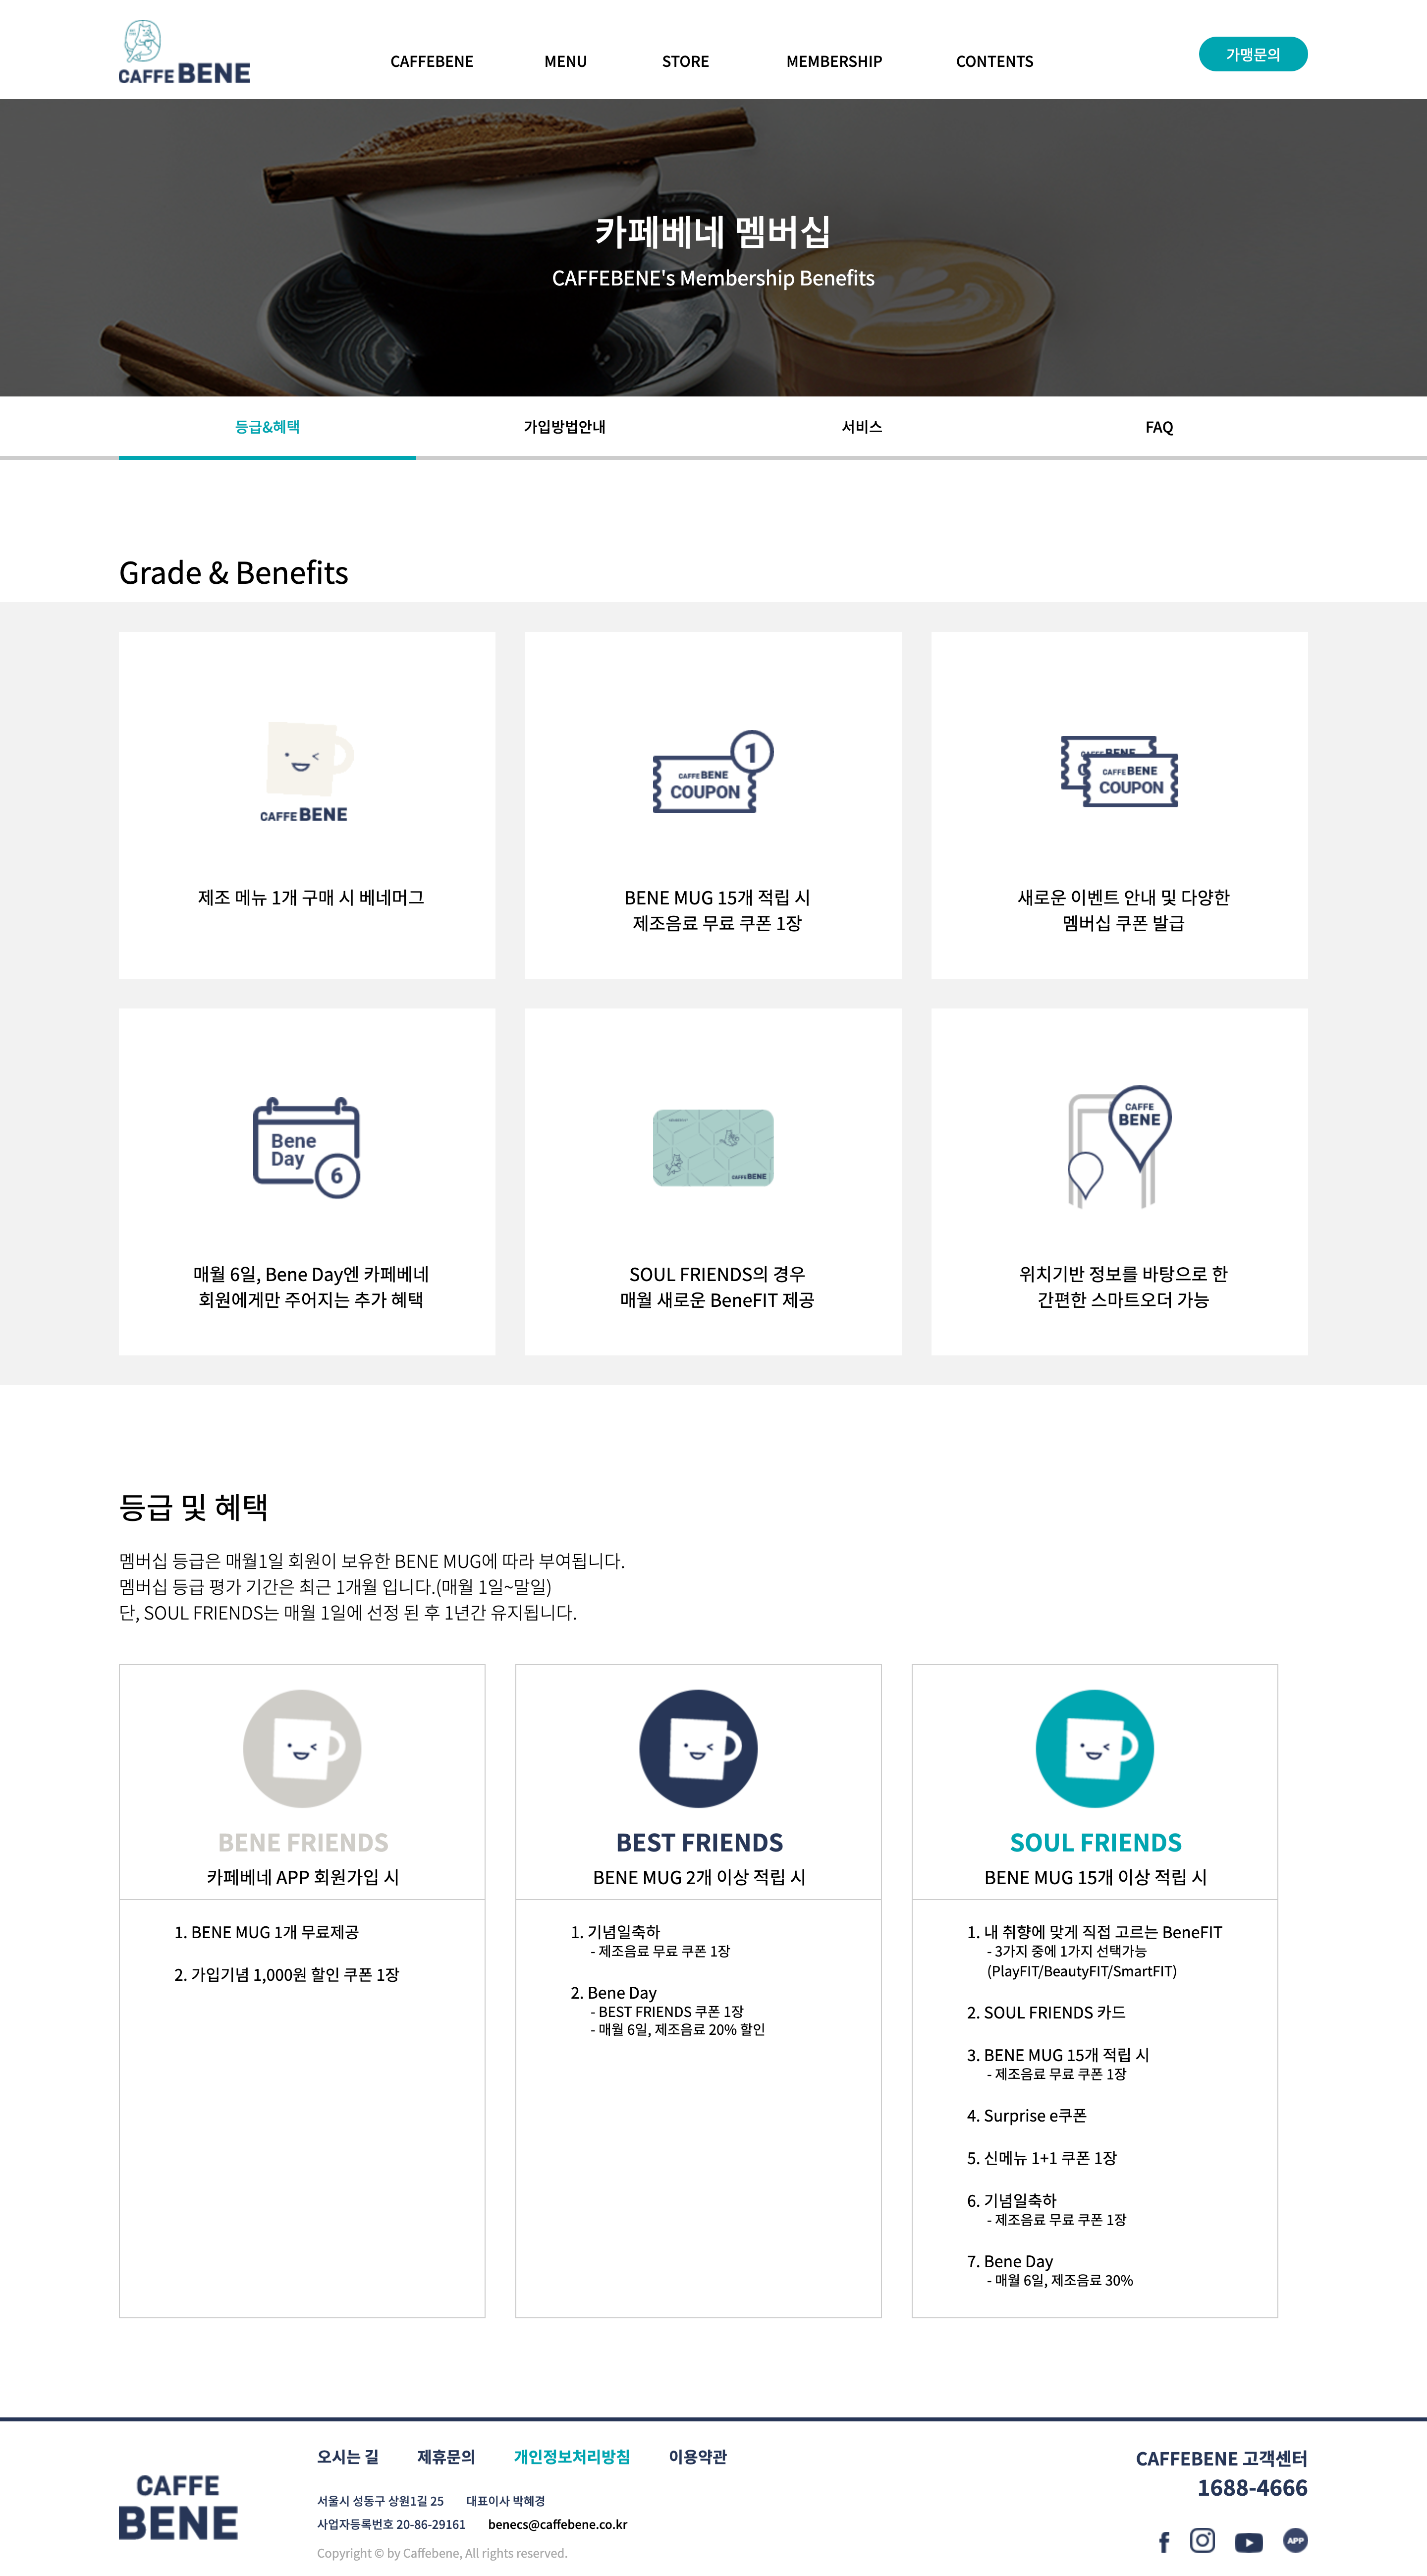 CAFFE BENE
CAFFEBENE MENU STORE MEMBERSHIP CONTENTS
가맹문의
카페베네 멤버십
CAFFEBENE's Membership Benefits
등급&혜택 가입방법안내 서비스 FAQ
Grade & Benefits
CAFFE BENE
제조 메뉴 1개 구매 시 베네머그
1
CAFFE BENE
COUPON
BENE MUG 15개 적립 시
제조음료 무료 쿠폰 1장
CAFFE BENE
CAFFE BENE
COUPON
새로운 이벤트 안내 및 다양한
멤버십 쿠폰 발급
Bene
Day
6
매월 6일, Bene Day엔 카페베네
회원에게만 주어지는 추가 혜택
CAFFE BENE
SOUL FRIENDS의 경우
매월 새로운 BeneFIT 제공
CAFFE
BENE
위치기반 정보를 바탕으로 한
간편한 스마트오더 가능
등급 및 혜택
멤버십 등급은 매월1일 회원이 보유한 BENE MUG에 따라 부여됩니다.
멤버십 등급 평가 기간은 최근 1개월 입니다.(매월 1일~말일)
단, SOUL FRIENDS는 매월 1일에 선정 된 후 1년간 유지됩니다.
BENE FRIENDS
카페베네 APP 회원가입 시
1. BENE MUG 1개 무료제공
2. 가입기념 1,000원 할인 쿠폰 1장
BEST FRIENDS
BENE MUG 2개 이상 적립 시
1. 기념일축하
- 제조음료 무료 쿠폰 1장
2. Bene Day
- BEST FRIENDS 쿠폰 1장
- 매월 6일, 제조음료 20% 할인
SOUL FRIENDS
BENE MUG 15개 이상 적립 시
1. 내 취향에 맞게 직접 고르는 BeneFIT
- 3가지 중에 1가지 선택가능
(PlayFIT/BeautyFIT/SmartFIT)
2. SOUL FRIENDS 카드
3. BENE MUG 15개 적립 시
- 제조음료 무료 쿠폰 1장
4. Surprise e쿠폰
5. 신메뉴 1+1 쿠폰 1장
6. 기념일축하
- 제조음료 무료 쿠폰 1장
7. Bene Day
- 매월 6일, 제조음료 30%
CAFFE
BENE
오시는 길 제휴문의 개인정보처리방침 이용약관
서울시 성동구 상원1길 25 대표이사 박혜경
사업자등록번호 20-86-29161 benecs@caffebene.co.kr
Copyright © by Caffebene, All rights reserved.
CAFFEBENE 고객센터
1688-4666
APP